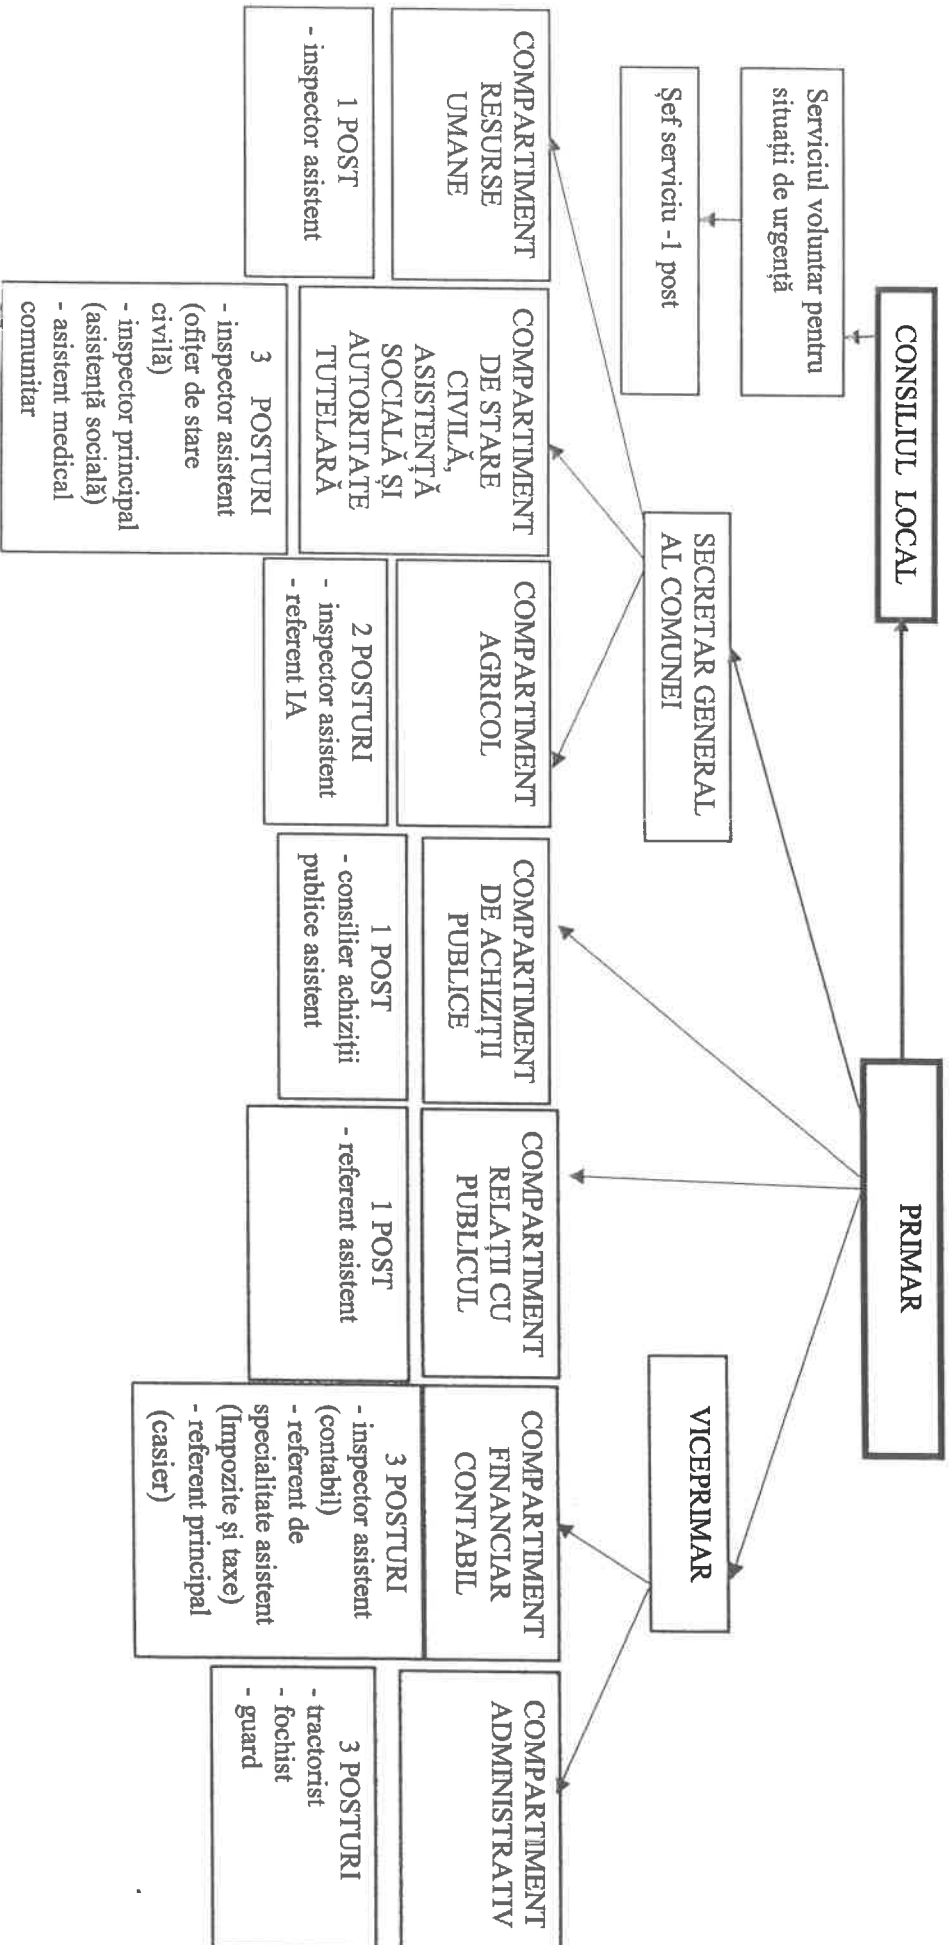 CONSILIUL LOCAL
PRIMAR
Serviciul voluntar pentru
situații de urgență
Șef serviciu -1 post
SECRETAR GENERAL
AL COMUNEI
VICEPRIMAR
COMPARTIMENT
RESURSE
UMANE
1 POST
- inspector asistent
COMPARTIMENT
DE STARE
CIVILĂ,
ASISTENȚĂ
SOCIALĂ ȘI
AUTORITATE
TUTELARĂ
3 POSTURI
- inspector asistent
(ofițer de stare
civilă)
- inspector principal
(asistență socială)
- asistent medical
comunitar
COMPARTIMENT
AGRICOL
2 POSTURI
- inspector asistent
- referent IA
COMPARTIMENT
DE ACHIZIȚII
PUBLICE
1 POST
- consilier achiziții
publice asistent
COMPARTIMENT
RELAȚII CU
PUBLICUL
1 POST
- referent asistent
COMPARTIMENT
FINANCIAR
CONTABIL
3 POSTURI
- inspector asistent
(contabil)
- referent de
specialitate asistent
(Impozite și taxe)
- referent principal
(casier)
COMPARTIMENT
ADMINISTRATIV
3 POSTURI
- tractorist
- fochist
- guard